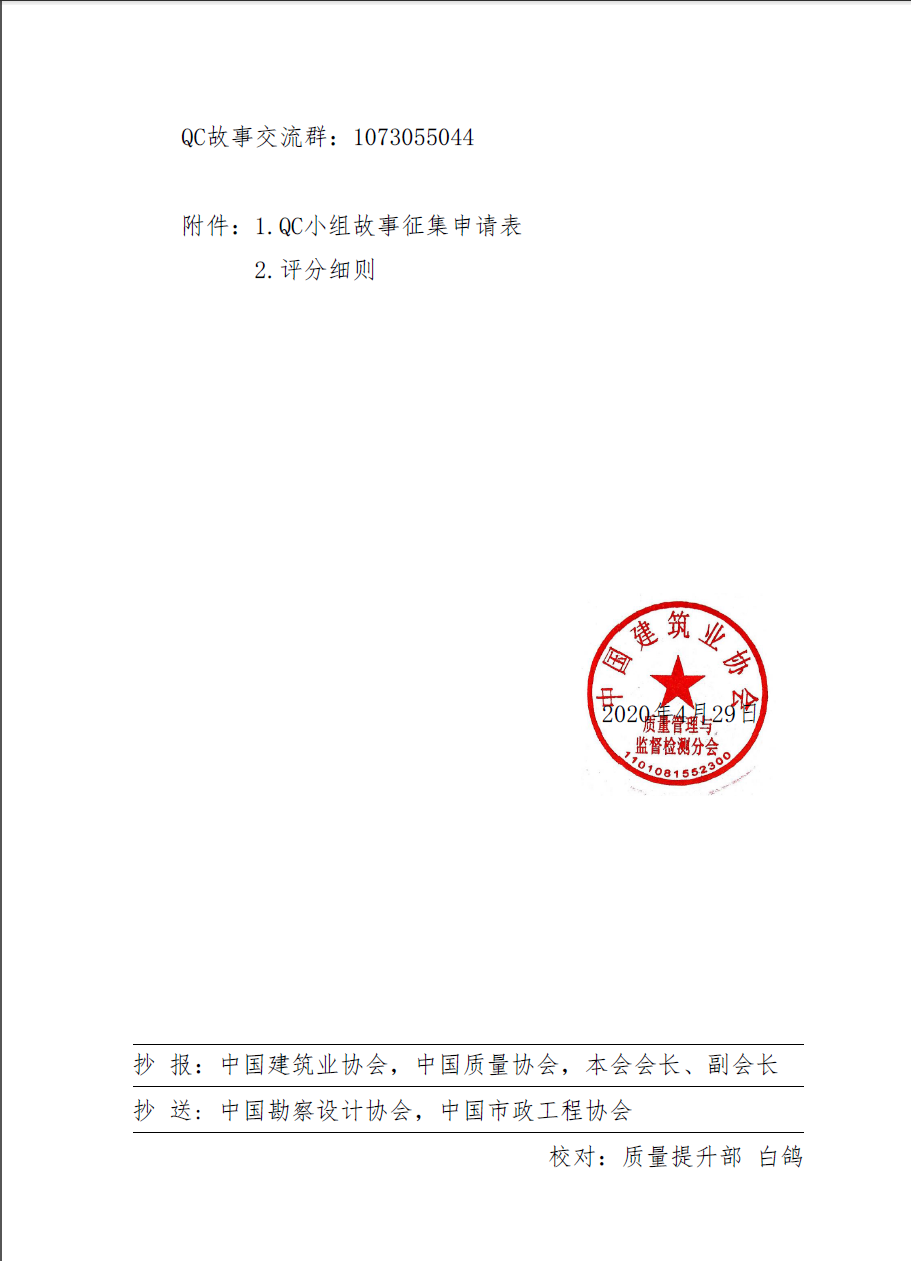 QC故事交流群：1073055044
附件：1.QC小组故事征集申请表
2.评分细则
中国建筑业协会
2020年4月29日
质量管理与
监督检测分会
1101081552300
抄 报：中国建筑业协会，中国质量协会，本会会长、副会长
抄 送：中国勘察设计协会，中国市政工程协会
校对：质量提升部 白鸽